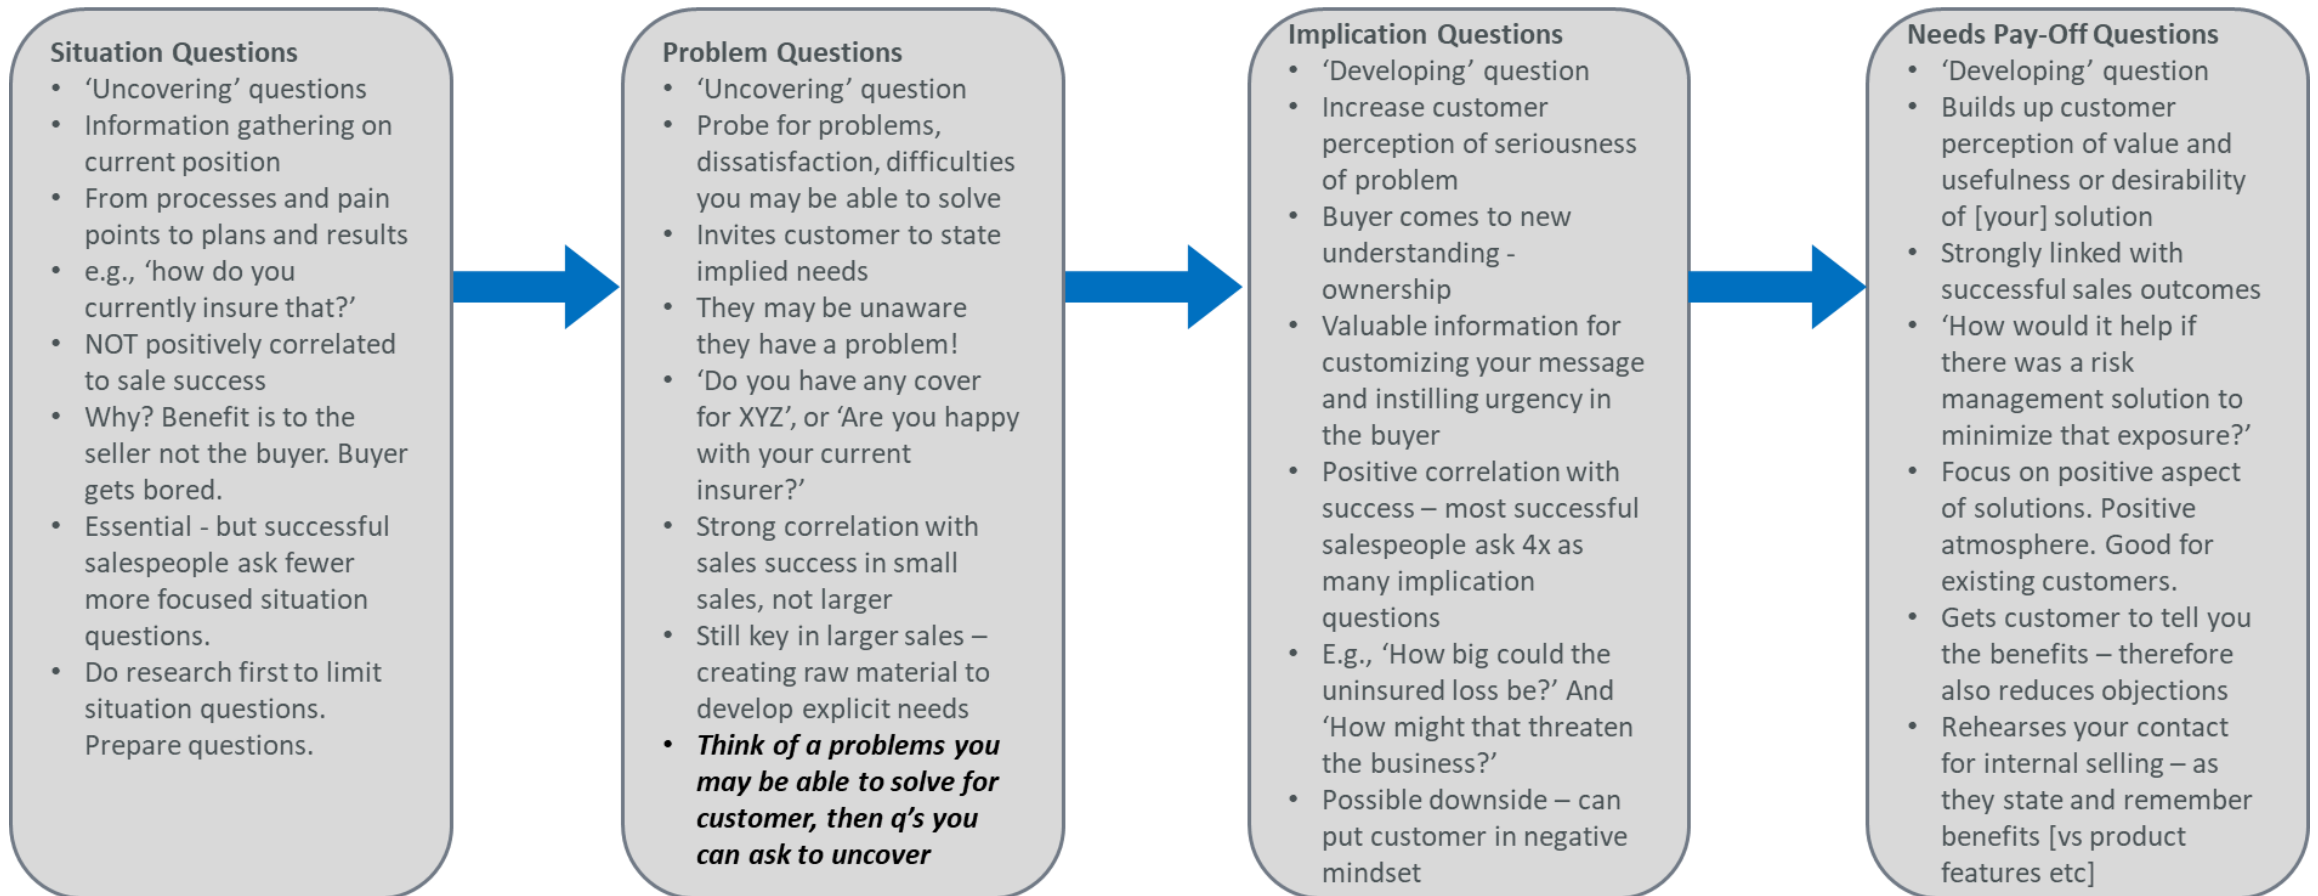 Situation Questions
• ‘Uncovering’ questions
• Information gathering on
current position
• From processes and pain
points to plans and results
• e.g., ‘how do you
currently insure that?’
• NOT positively correlated
to sale success
• Why? Benefit is to the
seller not the buyer. Buyer
gets bored.
• Essential - but successful
salespeople ask fewer
more focused situation
questions.
• Do research first to limit
situation questions.
Prepare questions.
Problem Questions
• ‘Uncovering’ question
• Probe for problems,
dissatisfaction, difficulties
you may be able to solve
• Invites customer to state
implied needs
• They may be unaware
they have a problem!
• ‘Do you have any cover
for XYZ’, or ‘Are you happy
with your current
insurer?’
• Strong correlation with
sales success in small
sales, not larger
• Still key in larger sales –
creating raw material to
develop explicit needs
• Think of a problems you
may be able to solve for
customer, then q’s you
can ask to uncover
Implication Questions
• ‘Developing’ question
• Increase customer
perception of seriousness
of problem
• Buyer comes to new
understanding -
ownership
• Valuable information for
customizing your message
and instilling urgency in
the buyer
• Positive correlation with
success – most successful
salespeople ask 4x as
many implication
questions
• E.g., ‘How big could the
uninsured loss be?’ And
‘How might that threaten
the business?’
• Possible downside – can
put customer in negative
mindset
Needs Pay-Off Questions
• ‘Developing’ question
• Builds up customer
perception of value and
usefulness or desirability
of [your] solution
• Strongly linked with
successful sales outcomes
• ‘How would it help if
there was a risk
management solution to
minimize that exposure?’
• Focus on positive aspect
of solutions. Positive
atmosphere. Good for
existing customers.
• Gets customer to tell you
the benefits – therefore
also reduces objections
• Rehearses your contact
for internal selling – as
they state and remember
benefits [vs product
features etc]